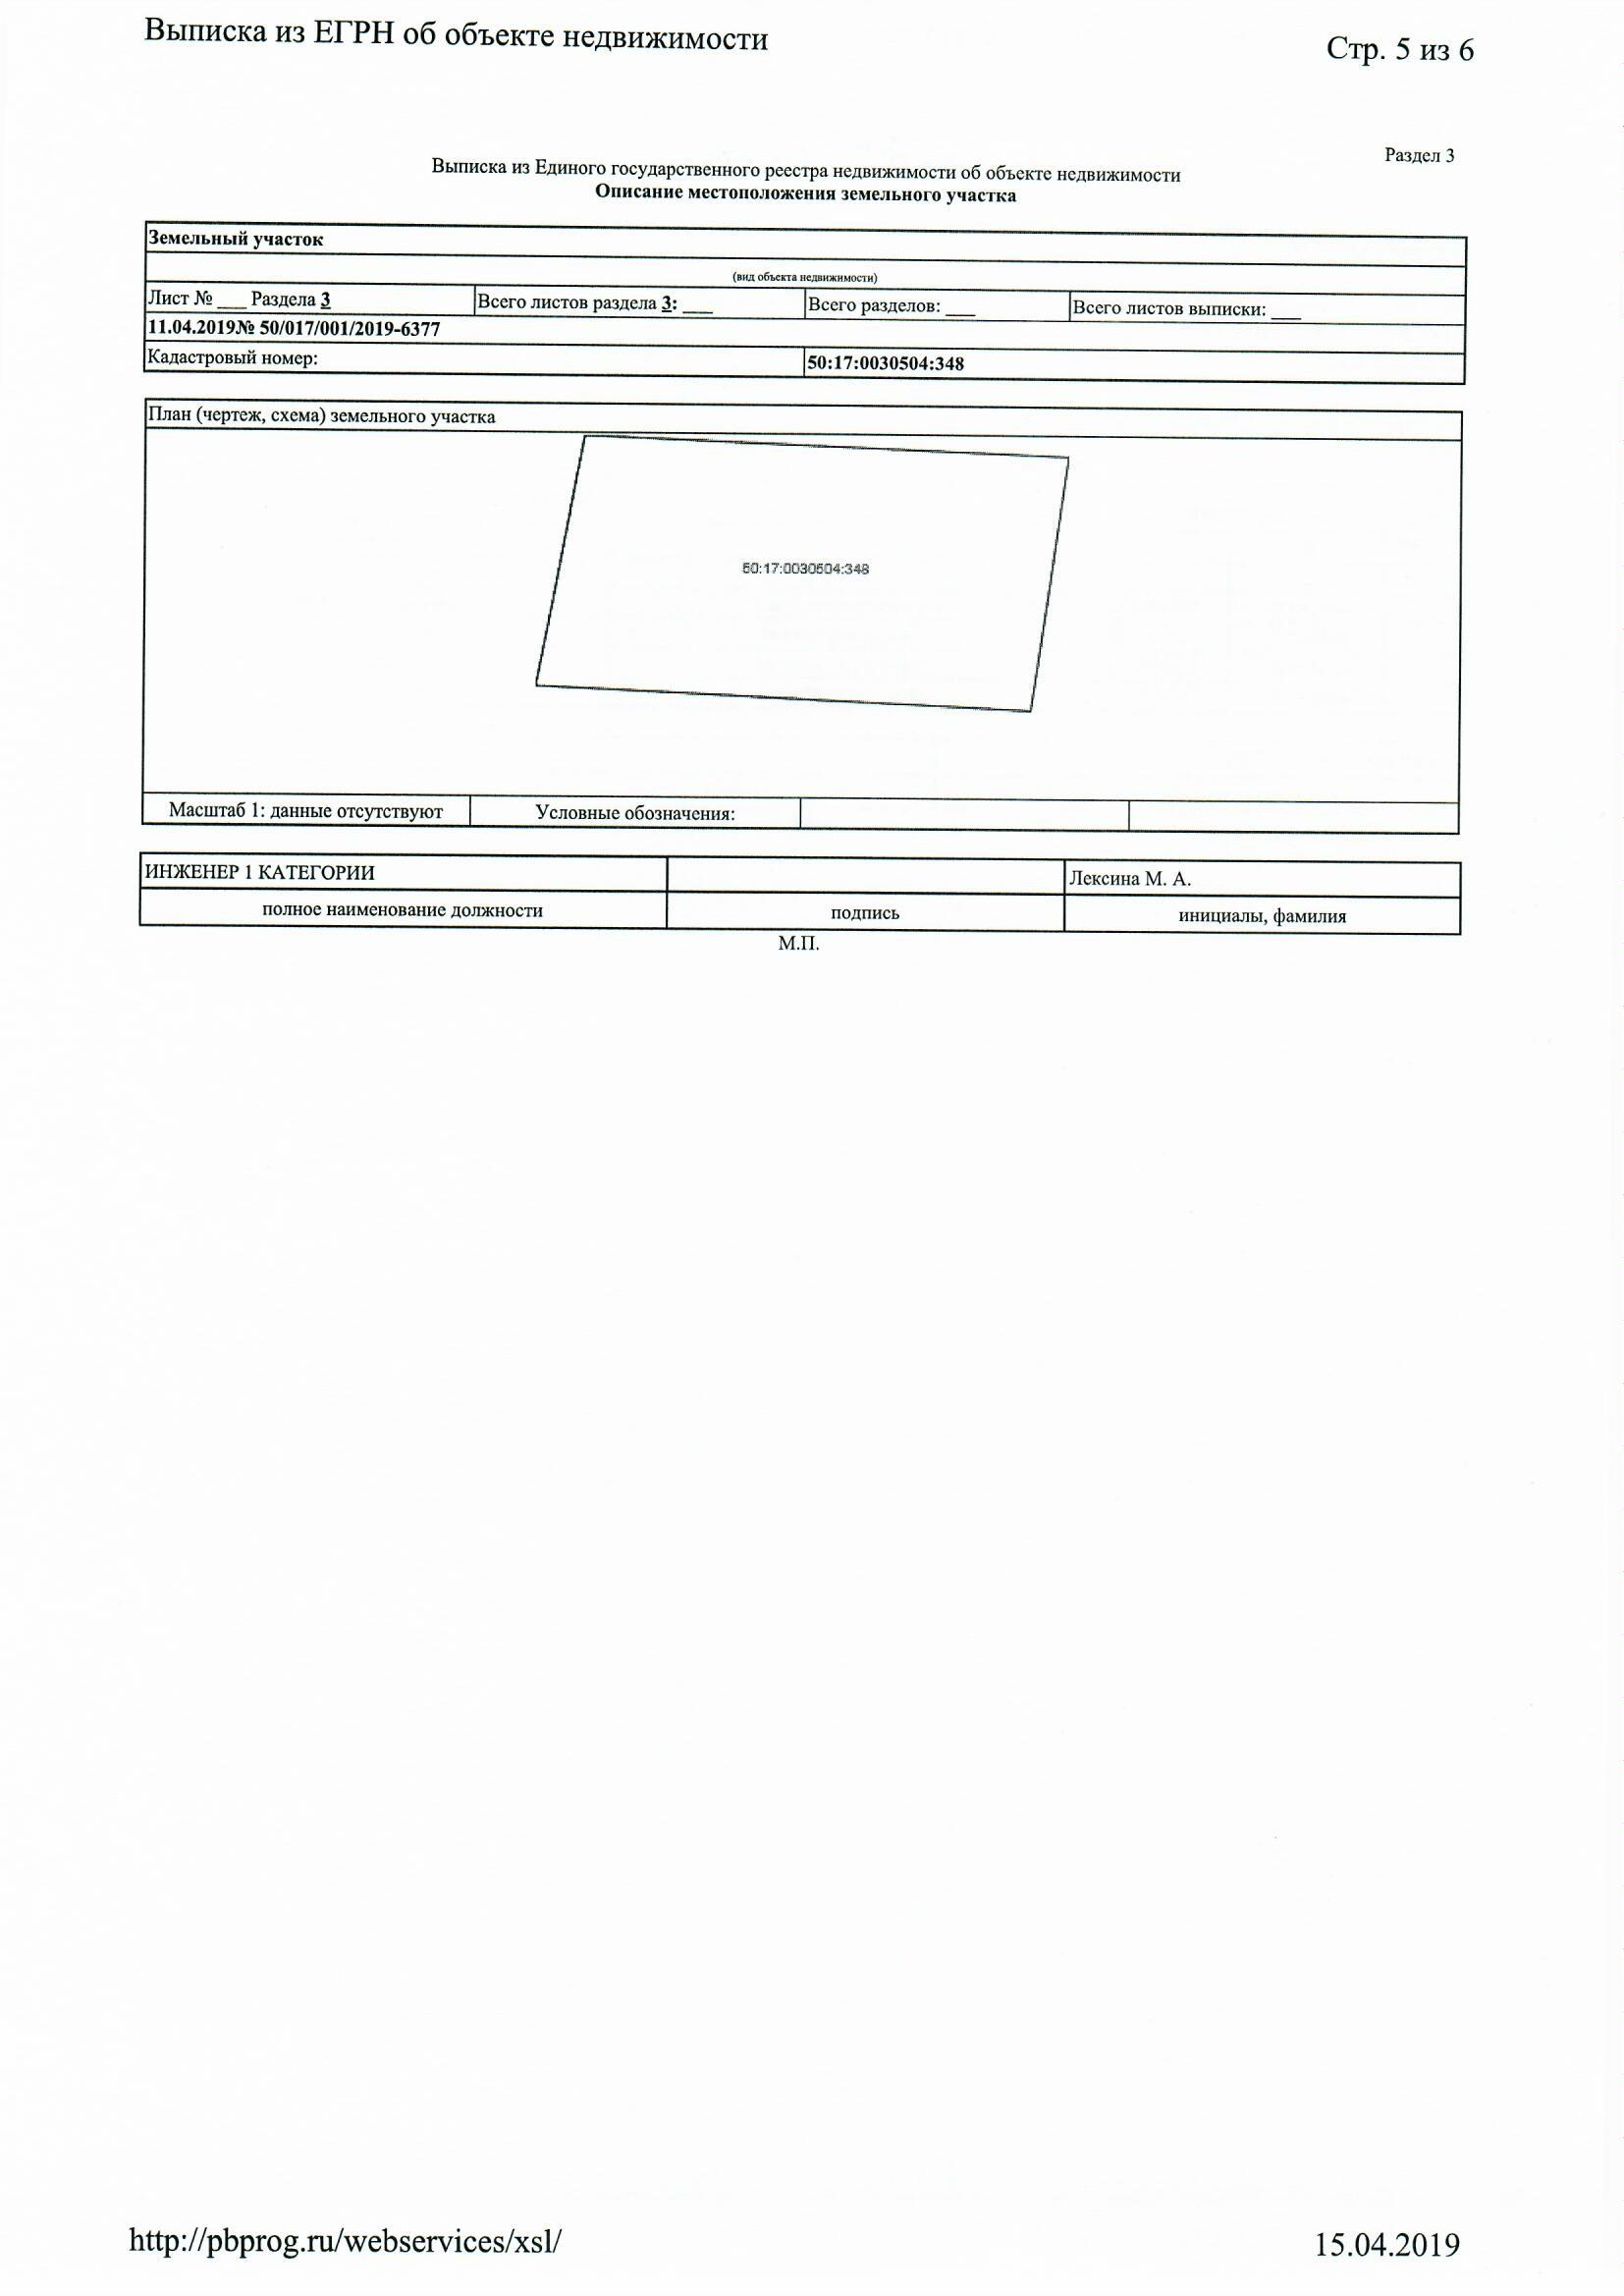 Выписка из ЕГРН об объекте недвижимости
Стр. 5 из 6
Раздел 3
Выписка из Единого государственного реестра недвижимости об объекте недвижимости
Описание местоположения земельного участка
Земельный участок
(вид объекта недвижимости)
Лист № ___ Раздела 3 Всего листов раздела 3: ___ Всего разделов: ___ Всего листов выписки: ___
11.04.2019№ 50/017/001/2019-6377
Кадастровый номер: 50:17:0030504:348
План (чертеж, схема) земельного участка
50:17:0030504:348
Масштаб 1: данные отсутствуют Условные обозначения:
ИНЖЕНЕР 1 КАТЕГОРИИ Лексина М. А.
полное наименование должности подпись инициалы, фамилия
М.П.
http://pbprog.ru/webservices/xsl/
15.04.2019